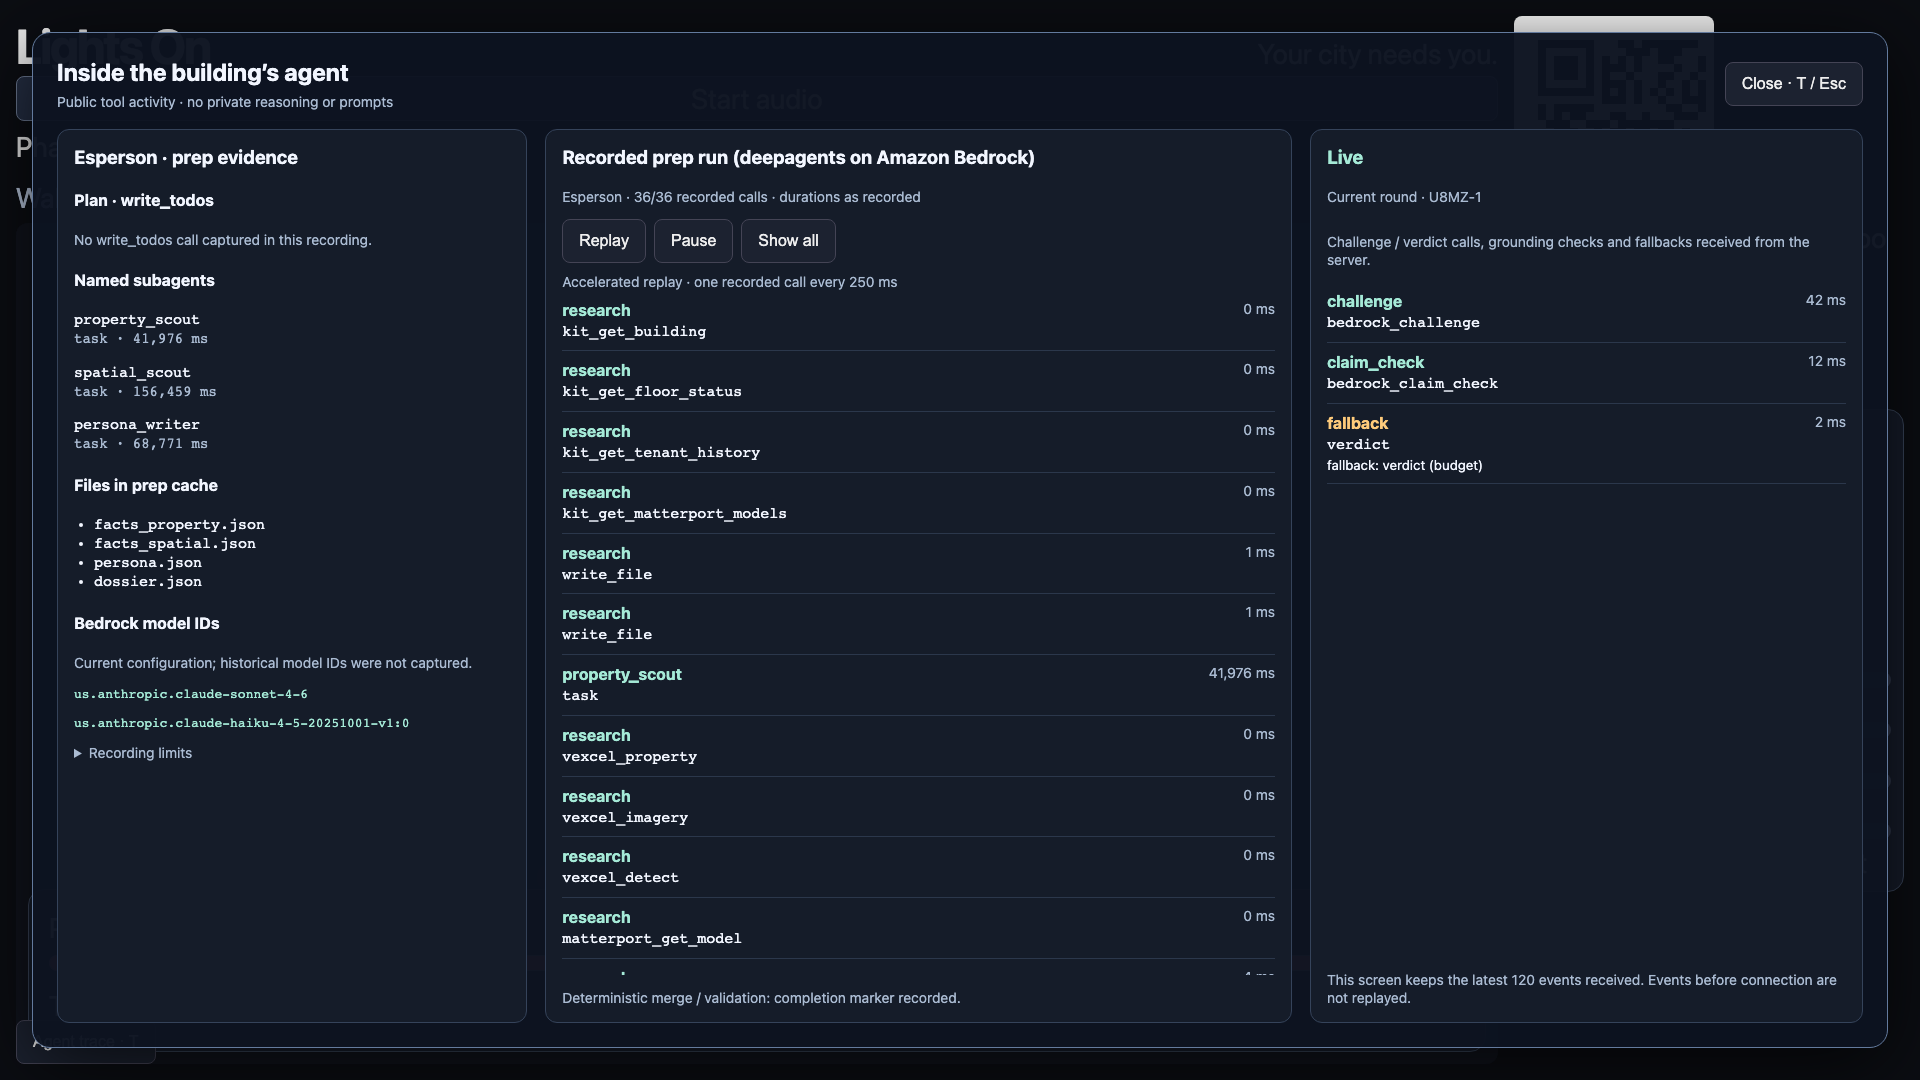 Lights On
Your city needs you.
Start audio
Inside the building’s agent
Public tool activity · no private reasoning or prompts
Close · T / Esc
Esperson · prep evidence
Plan · write_todos
No write_todos call captured in this recording.
Named subagents
property_scout
task · 41,976 ms
spatial_scout
task · 156,459 ms
persona_writer
task · 68,771 ms
Files in prep cache
• facts_property.json
• facts_spatial.json
• persona.json
• dossier.json
Bedrock model IDs
Current configuration; historical model IDs were not captured.
us.anthropic.claude-sonnet-4-6
us.anthropic.claude-haiku-4-5-20251001-v1:0
Recording limits
Recorded prep run (deepagents on Amazon Bedrock)
Esperson · 36/36 recorded calls · durations as recorded
Replay
Pause
Show all
Accelerated replay · one recorded call every 250 ms
research 0 ms
kit_get_building
research 0 ms
kit_get_floor_status
research 0 ms
kit_get_tenant_history
research 0 ms
kit_get_matterport_models
research 1 ms
write_file
research 1 ms
write_file
property_scout 41,976 ms
task
research 0 ms
vexcel_property
research 0 ms
vexcel_imagery
research 0 ms
vexcel_detect
research 0 ms
matterport_get_model
Deterministic merge / validation: completion marker recorded.
Live
Current round · U8MZ-1
Challenge / verdict calls, grounding checks and fallbacks received from the
server.
challenge 42 ms
bedrock_challenge
claim_check 12 ms
bedrock_claim_check
fallback 2 ms
verdict
fallback: verdict (budget)
This screen keeps the latest 120 events received. Events before connection are
not replayed.
Agent trace · T